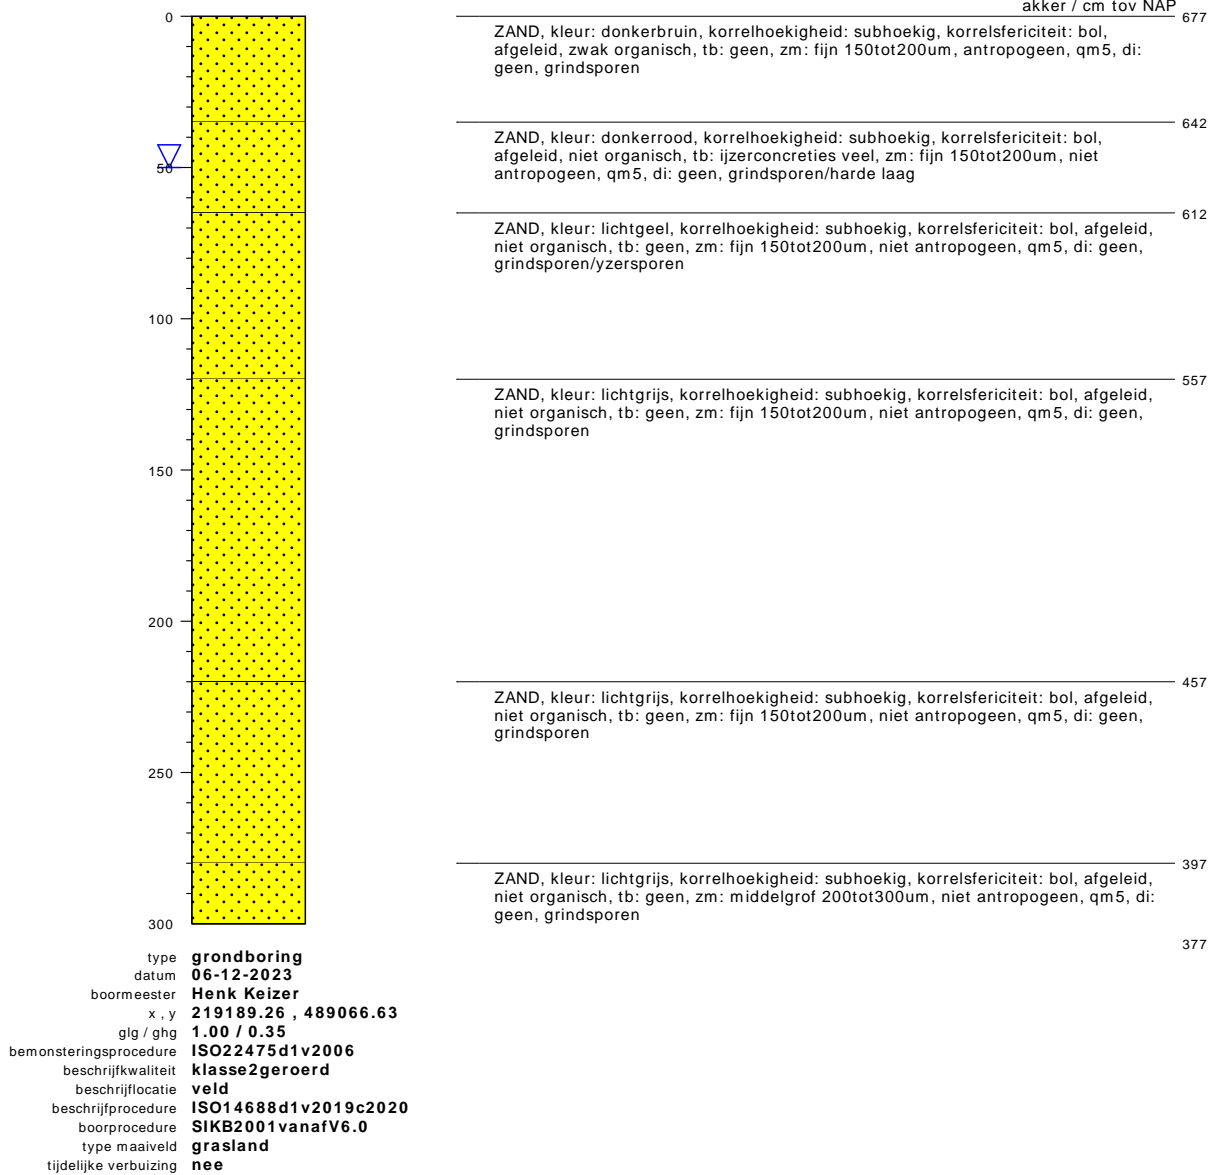 akker / cm tov NAP
0
677
ZAND, kleur: donkerbruin, korrelhoekigheid: subhoekig, korrelsfericiteit: bol,
afgeleid, zwak organisch, tb: geen, zm: fijn 150tot200um, antropogeen, qm5, di:
geen, grindsporen
642
ZAND, kleur: donkerrood, korrelhoekigheid: subhoekig, korrelsfericiteit: bol,
afgeleid, niet organisch, tb: ijzerconcreties veel, zm: fijn 150tot200um, niet
antropogeen, qm5, di: geen, grindsporen/harde laag
50
612
ZAND, kleur: lichtgeel, korrelhoekigheid: subhoekig, korrelsfericiteit: bol, afgeleid,
niet organisch, tb: geen, zm: fijn 150tot200um, niet antropogeen, qm5, di: geen,
grindsporen/yzersporen
100
557
ZAND, kleur: lichtgrijs, korrelhoekigheid: subhoekig, korrelsfericiteit: bol, afgeleid,
niet organisch, tb: geen, zm: fijn 150tot200um, niet antropogeen, qm5, di: geen,
grindsporen
150
200
457
ZAND, kleur: lichtgrijs, korrelhoekigheid: subhoekig, korrelsfericiteit: bol, afgeleid,
niet organisch, tb: geen, zm: fijn 150tot200um, niet antropogeen, qm5, di: geen,
grindsporen
250
397
ZAND, kleur: lichtgrijs, korrelhoekigheid: subhoekig, korrelsfericiteit: bol, afgeleid,
niet organisch, tb: geen, zm: middelgrof 200tot300um, niet antropogeen, qm5, di:
geen, grindsporen
300
377
type grondboring
datum 06-12-2023
boormeester Henk Keizer
x , y 219189.26 , 489066.63
glg / ghg 1.00 / 0.35
bemonsteringsprocedure ISO22475d1v2006
beschrijfkwaliteit klasse2geroerd
beschrijflocatie veld
beschrijfprocedure ISO14688d1v2019c2020
boorprocedure SIKB2001vanafV6.0
type maaiveld grasland
tijdelijke verbuizing nee